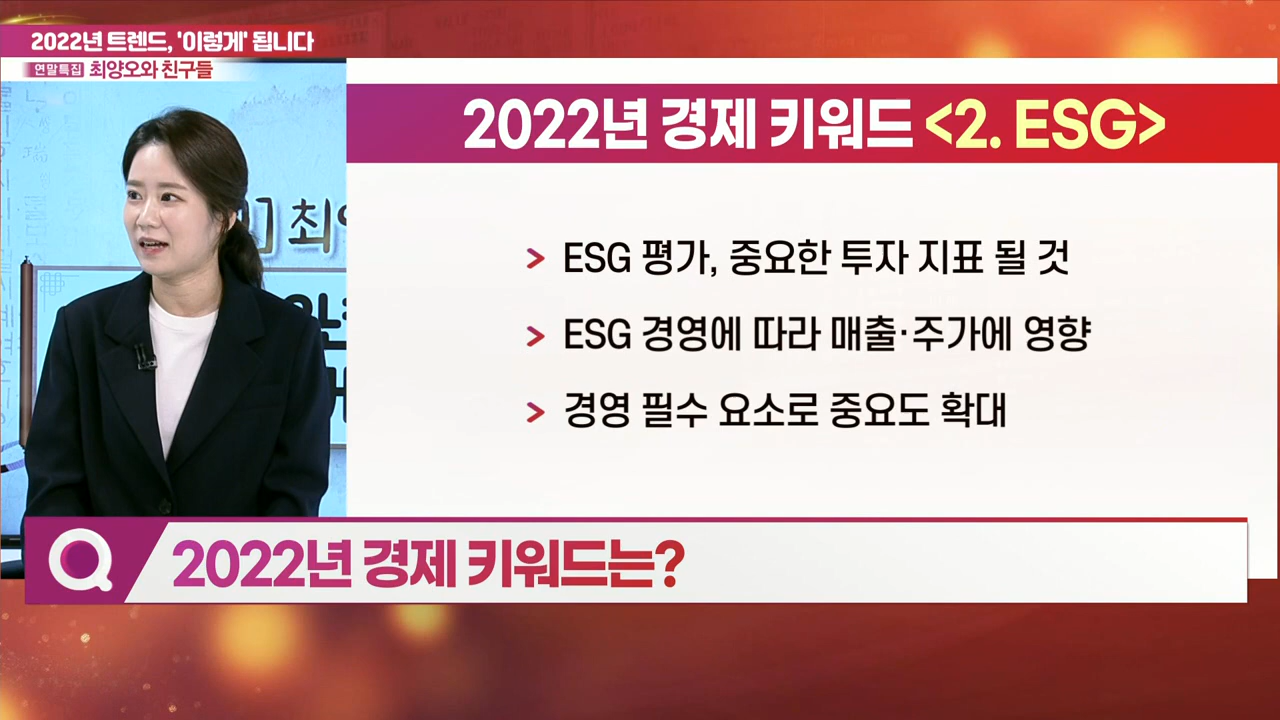 2022년 트렌드, '이렇게' 됩니다
연말특집 최양오와 친구들
2022년 경제 키워드 <2. ESG>
> ESG 평가, 중요한 투자 지표 될 것
> ESG 경영에 따라 매출·주가에 영향
> 경영 필수 요소로 중요도 확대
Q 2022년 경제 키워드는?